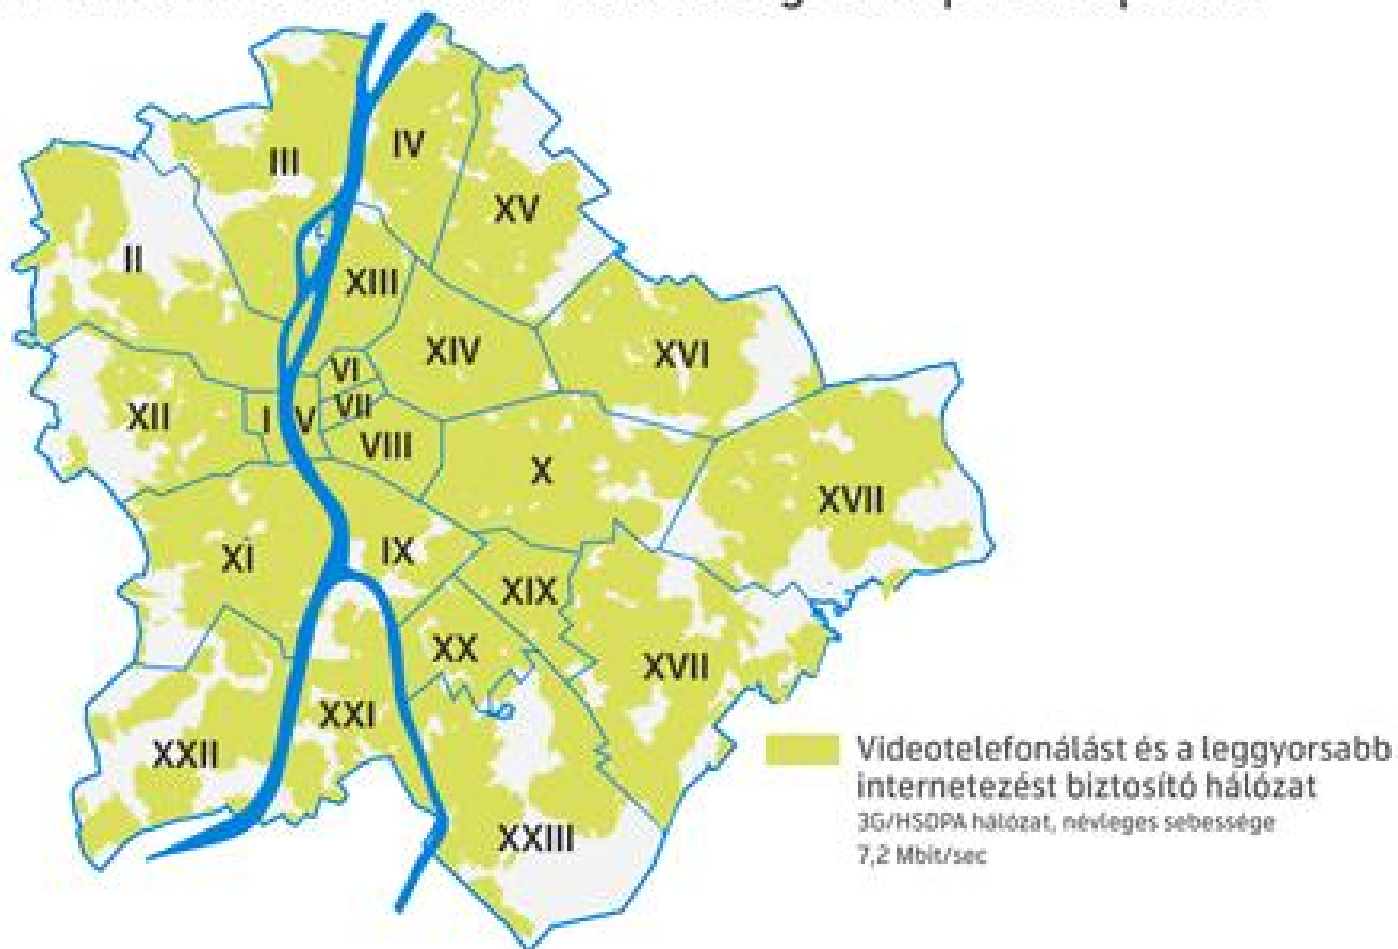 III
IV
XV
II
XIII
XIV
XVI
VI
XII
I
V
VII
VIII
X
XVII
XI
IX
XIX
XX
XVII
XXI
XXII
XXIII
Videotelefonálást és a leggyorsabb
internetezést biztosító hálózat
3G/HSDPA hálózat, névleges sebessége
7,2 Mbit/sec